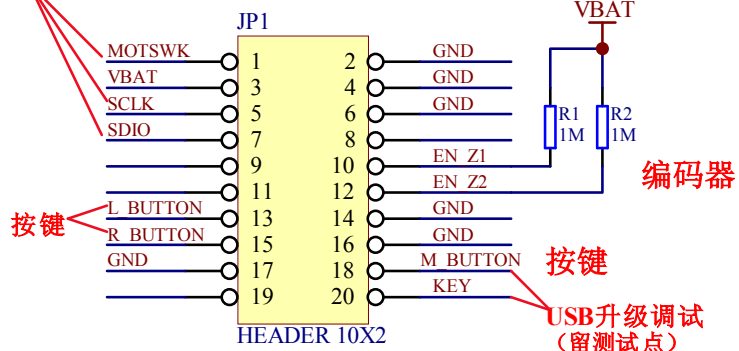 VBAT
JP1
MOTSWK 1 2 GND
VBAT 3 4 GND
SCLK 5 6 GND
SDIO 7 8
9 10 EN_Z1
11 12 EN_Z2
L_BUTTON 13 14 GND
R_BUTTON 15 16 GND
GND 17 18 M_BUTTON
19 20 KEY
HEADER 10X2
R1 R2
1M 1M
编码器
按键
按键
USB升级调试
（留测试点）